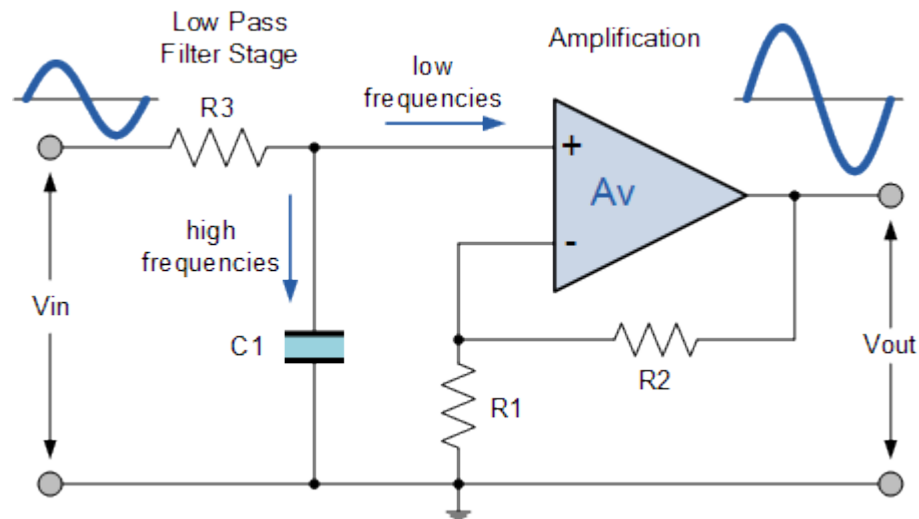 Low Pass
Filter Stage
Amplification
low
frequencies
R3
+
Av
-
high
frequencies
Vin
C1
R2
Vout
R1